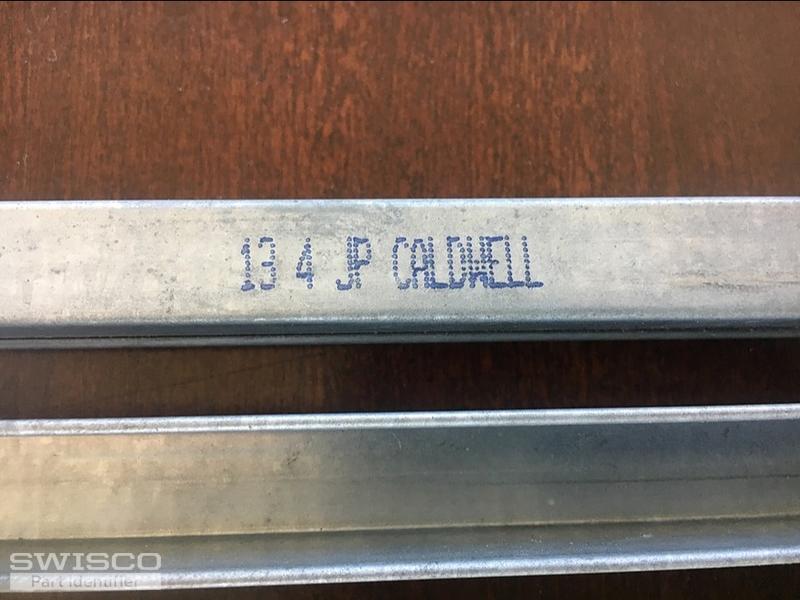 13 4 JP CALDWELL
SWISCO
Part Identifier